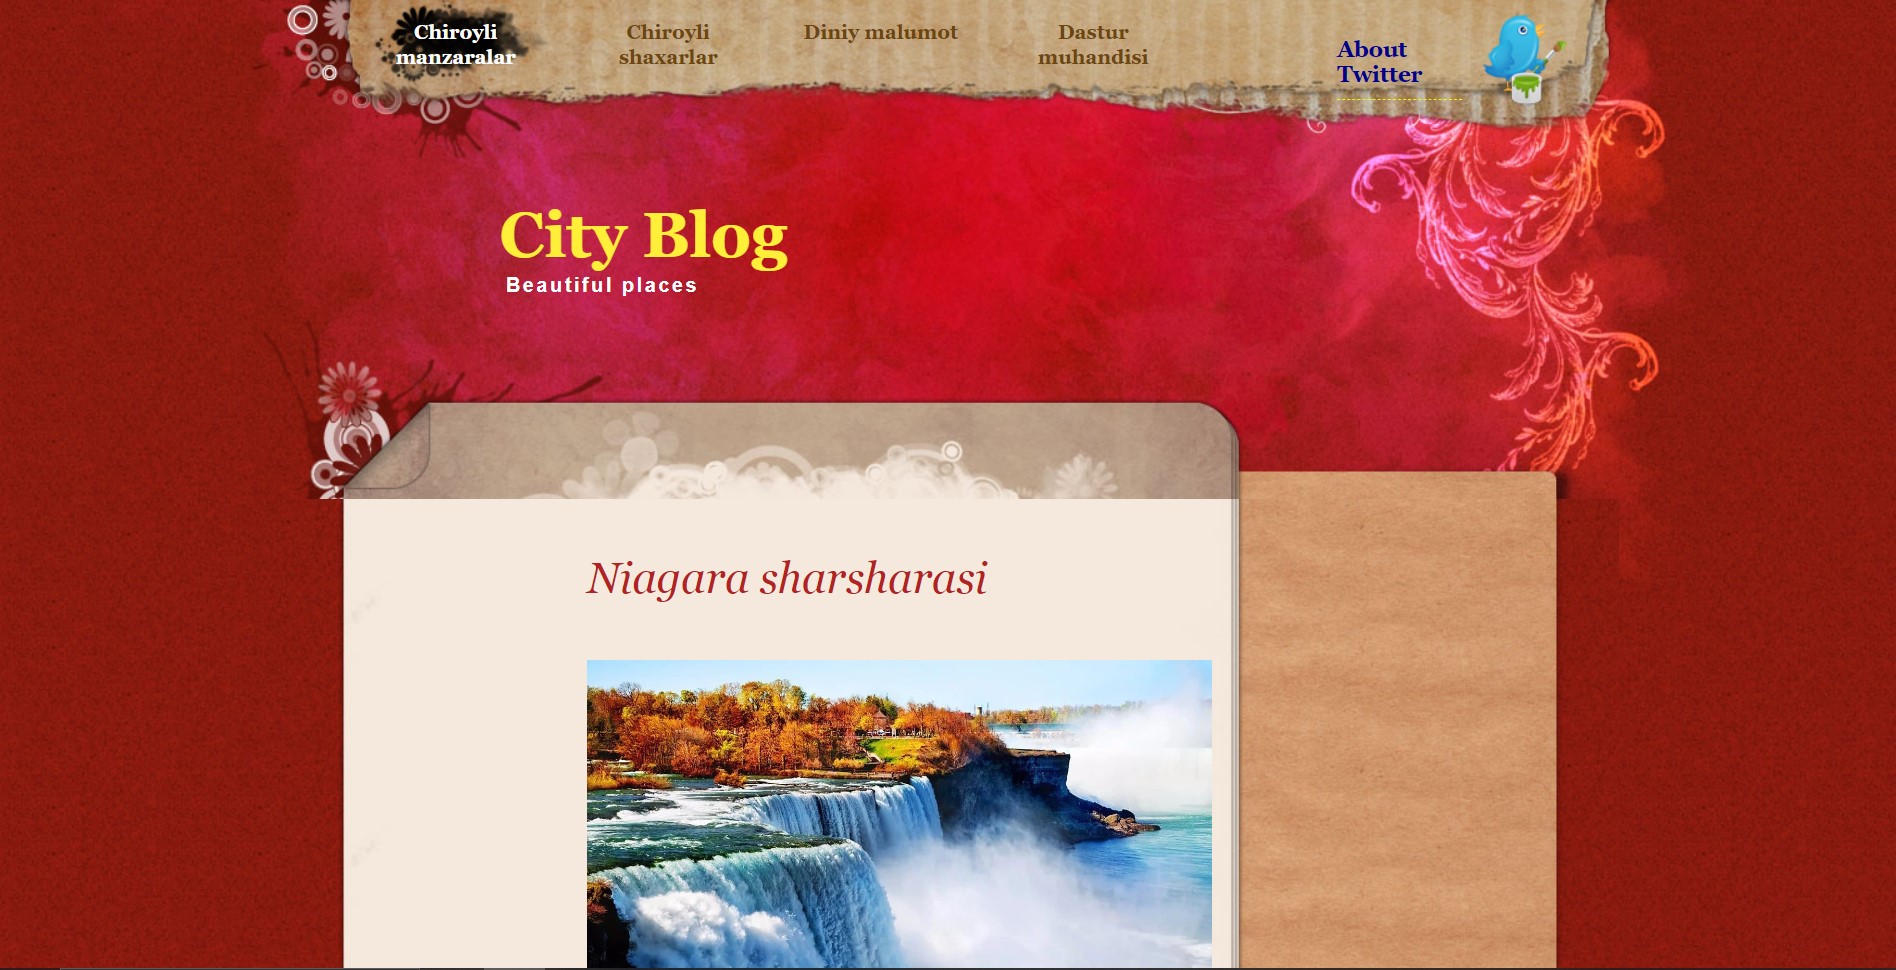 Chiroyli
manzaralar
Chiroyli
shaxarlar
Diniy malumot
Dastur
muhandisi
About
Twitter
City Blog
Beautiful places
Niagara sharsharasi